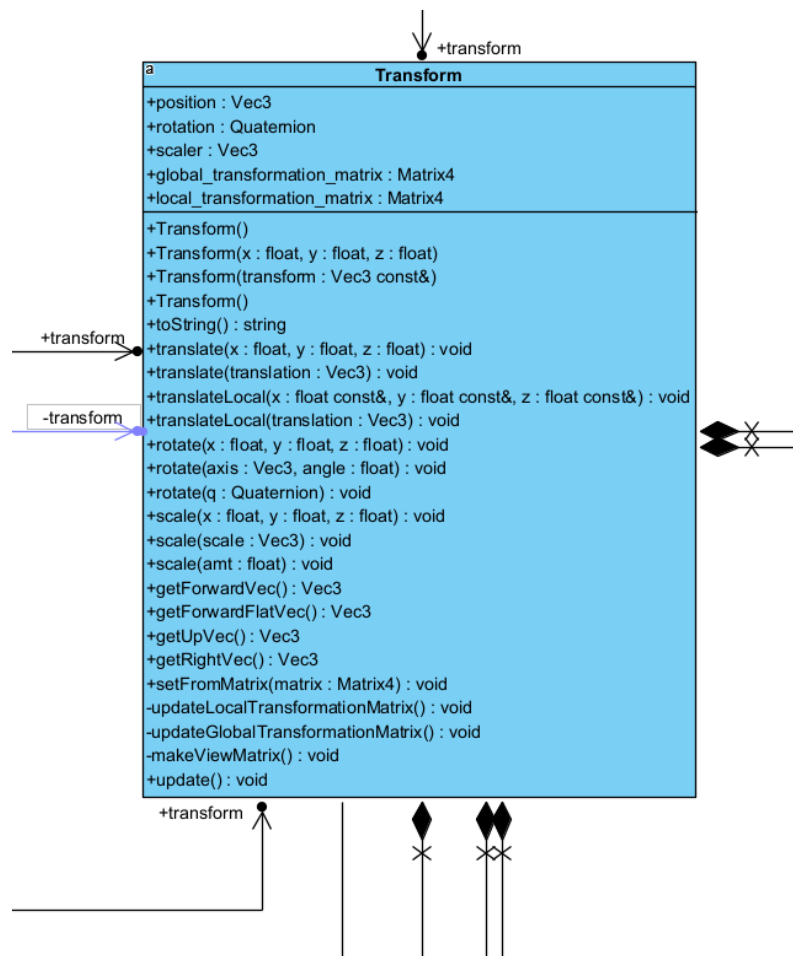 +transform
a
Transform
+position : Vec3
+rotation : Quaternion
+scaler : Vec3
+global_transformation_matrix : Matrix4
+local_transformation_matrix : Matrix4
+Transform()
+Transform(x : float, y : float, z : float)
+Transform(transform : Vec3 const&)
+Transform()
+toString() : string
+transform
+translate(x : float, y : float, z : float) : void
+translate(translation : Vec3) : void
+translateLocal(x : float const&, y : float const&, z : float const&) : void
-transform
+translateLocal(translation : Vec3) : void
+rotate(x : float, y : float, z : float) : void
+rotate(axis : Vec3, angle : float) : void
+rotate(q : Quaternion) : void
+scale(x : float, y : float, z : float) : void
+scale(scale : Vec3) : void
+scale(amt : float) : void
+getForwardVec() : Vec3
+getForwardFlatVec() : Vec3
+getUpVec() : Vec3
+getRightVec() : Vec3
+setFromMatrix(matrix : Matrix4) : void
-updateLocalTransformationMatrix() : void
-updateGlobalTransformationMatrix() : void
-makeViewMatrix() : void
+update() : void
+transform